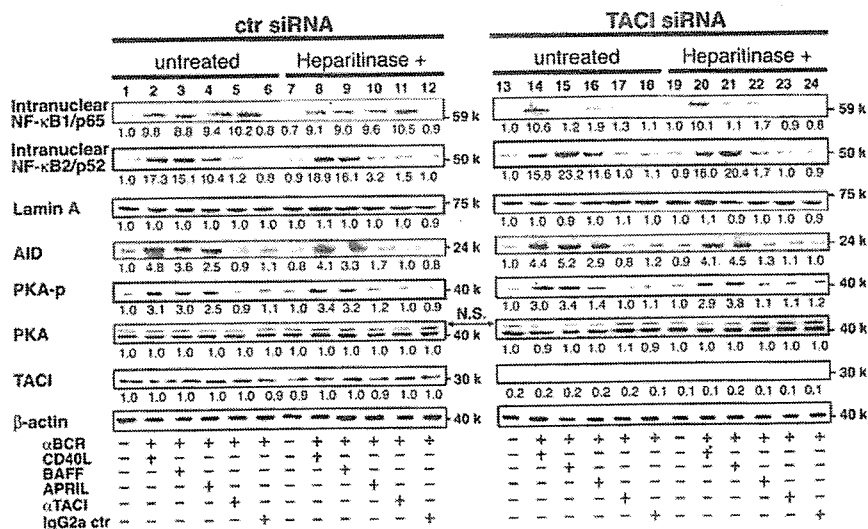 ctr siRNA TACI siRNA
untreated Heparitinase + untreated Heparitinase +
1 2 3 4 5 6 7 8 9 10 11 12 13 14 15 16 17 18 19 20 21 22 23 24
Intranuclear
NF-κB1/p65 59 k 59 k
1.0 9.8 8.8 9.4 10.2 0.8 0.7 9.1 9.0 9.6 10.5 0.9 1.0 10.6 1.2 1.9 1.3 1.1 1.0 10.1 1.1 1.7 0.9 0.8
Intranuclear
NF-κB2/p52 50 k 50 k
1.0 17.3 15.1 10.4 1.2 0.8 0.9 18.9 16.1 3.2 1.5 1.0 1.0 15.8 23.2 11.6 1.0 1.1 0.9 16.0 20.4 1.7 1.0 0.9
Lamin A 75 k 75 k
1.0 1.0 1.0 1.0 1.0 1.0 1.0 1.1 1.0 1.0 1.0 0.9 1.0 1.0 0.9 1.0 1.1 1.0 1.0 1.1 0.9 1.0 1.0 0.9
AID 24 k 24 k
1.0 4.8 3.6 2.5 0.9 1.1 0.8 4.1 3.3 1.7 1.0 0.8 1.0 4.4 5.2 2.9 0.8 1.2 1.0 4.1 4.5 1.3 1.1 1.0
PKA-p 40 k 40 k
1.0 3.1 3.0 2.5 0.9 1.1 1.0 3.4 3.2 1.2 1.0 0.9 1.0 3.0 3.4 1.4 1.0 1.1 1.0 2.9 3.8 1.1 1.1 1.2
N.S.
PKA 40 k 40 k
1.0 1.0 1.0 1.0 1.0 1.0 1.0 1.0 1.0 1.0 1.0 1.0 1.0 0.9 1.0 1.0 1.1 0.9 1.0 1.0 1.0 1.0 1.0 1.0
TACI 30 k 30 k
1.0 1.0 1.0 1.0 1.0 0.9 0.9 1.0 1.0 0.9 1.0 1.0 0.2 0.2 0.2 0.2 0.2 0.1 0.1 0.1 0.2 0.1 0.1 0.1
β-actin 40 k 40 k
αBCR − + + + + + − + + + + + − + + + + + − + + + + +
CD40L − + − − − − − + − − − − − + − − − − − + − − − −
BAFF − − + − − − − − + − − − − − + − − − − − + − − −
APRIL − − − + − − − − − + − − − − − + − − − − − + − −
αTACI − − − − + − − − − − + − − − − − + − − − − − + −
IgG2a ctr − − − − − + − − − − − + − − − − − + − − − − − +